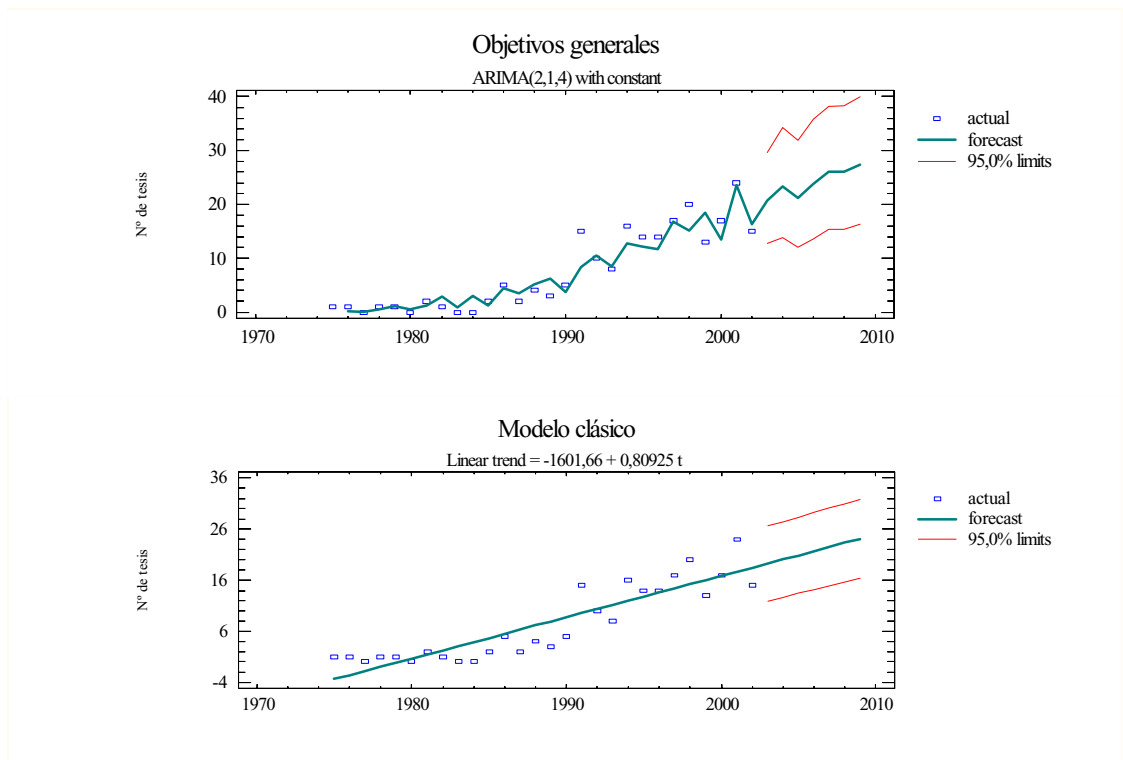 Objetivos generales
ARIMA(2,1,4) with constant
Nº de tesis
40
30
20
10
0
1970 1980 1990 2000 2010
actual
forecast
95,0% limits
Modelo clásico
Linear trend = -1601,66 + 0,80925 t
Nº de tesis
36
26
16
6
-4
1970 1980 1990 2000 2010
actual
forecast
95,0% limits